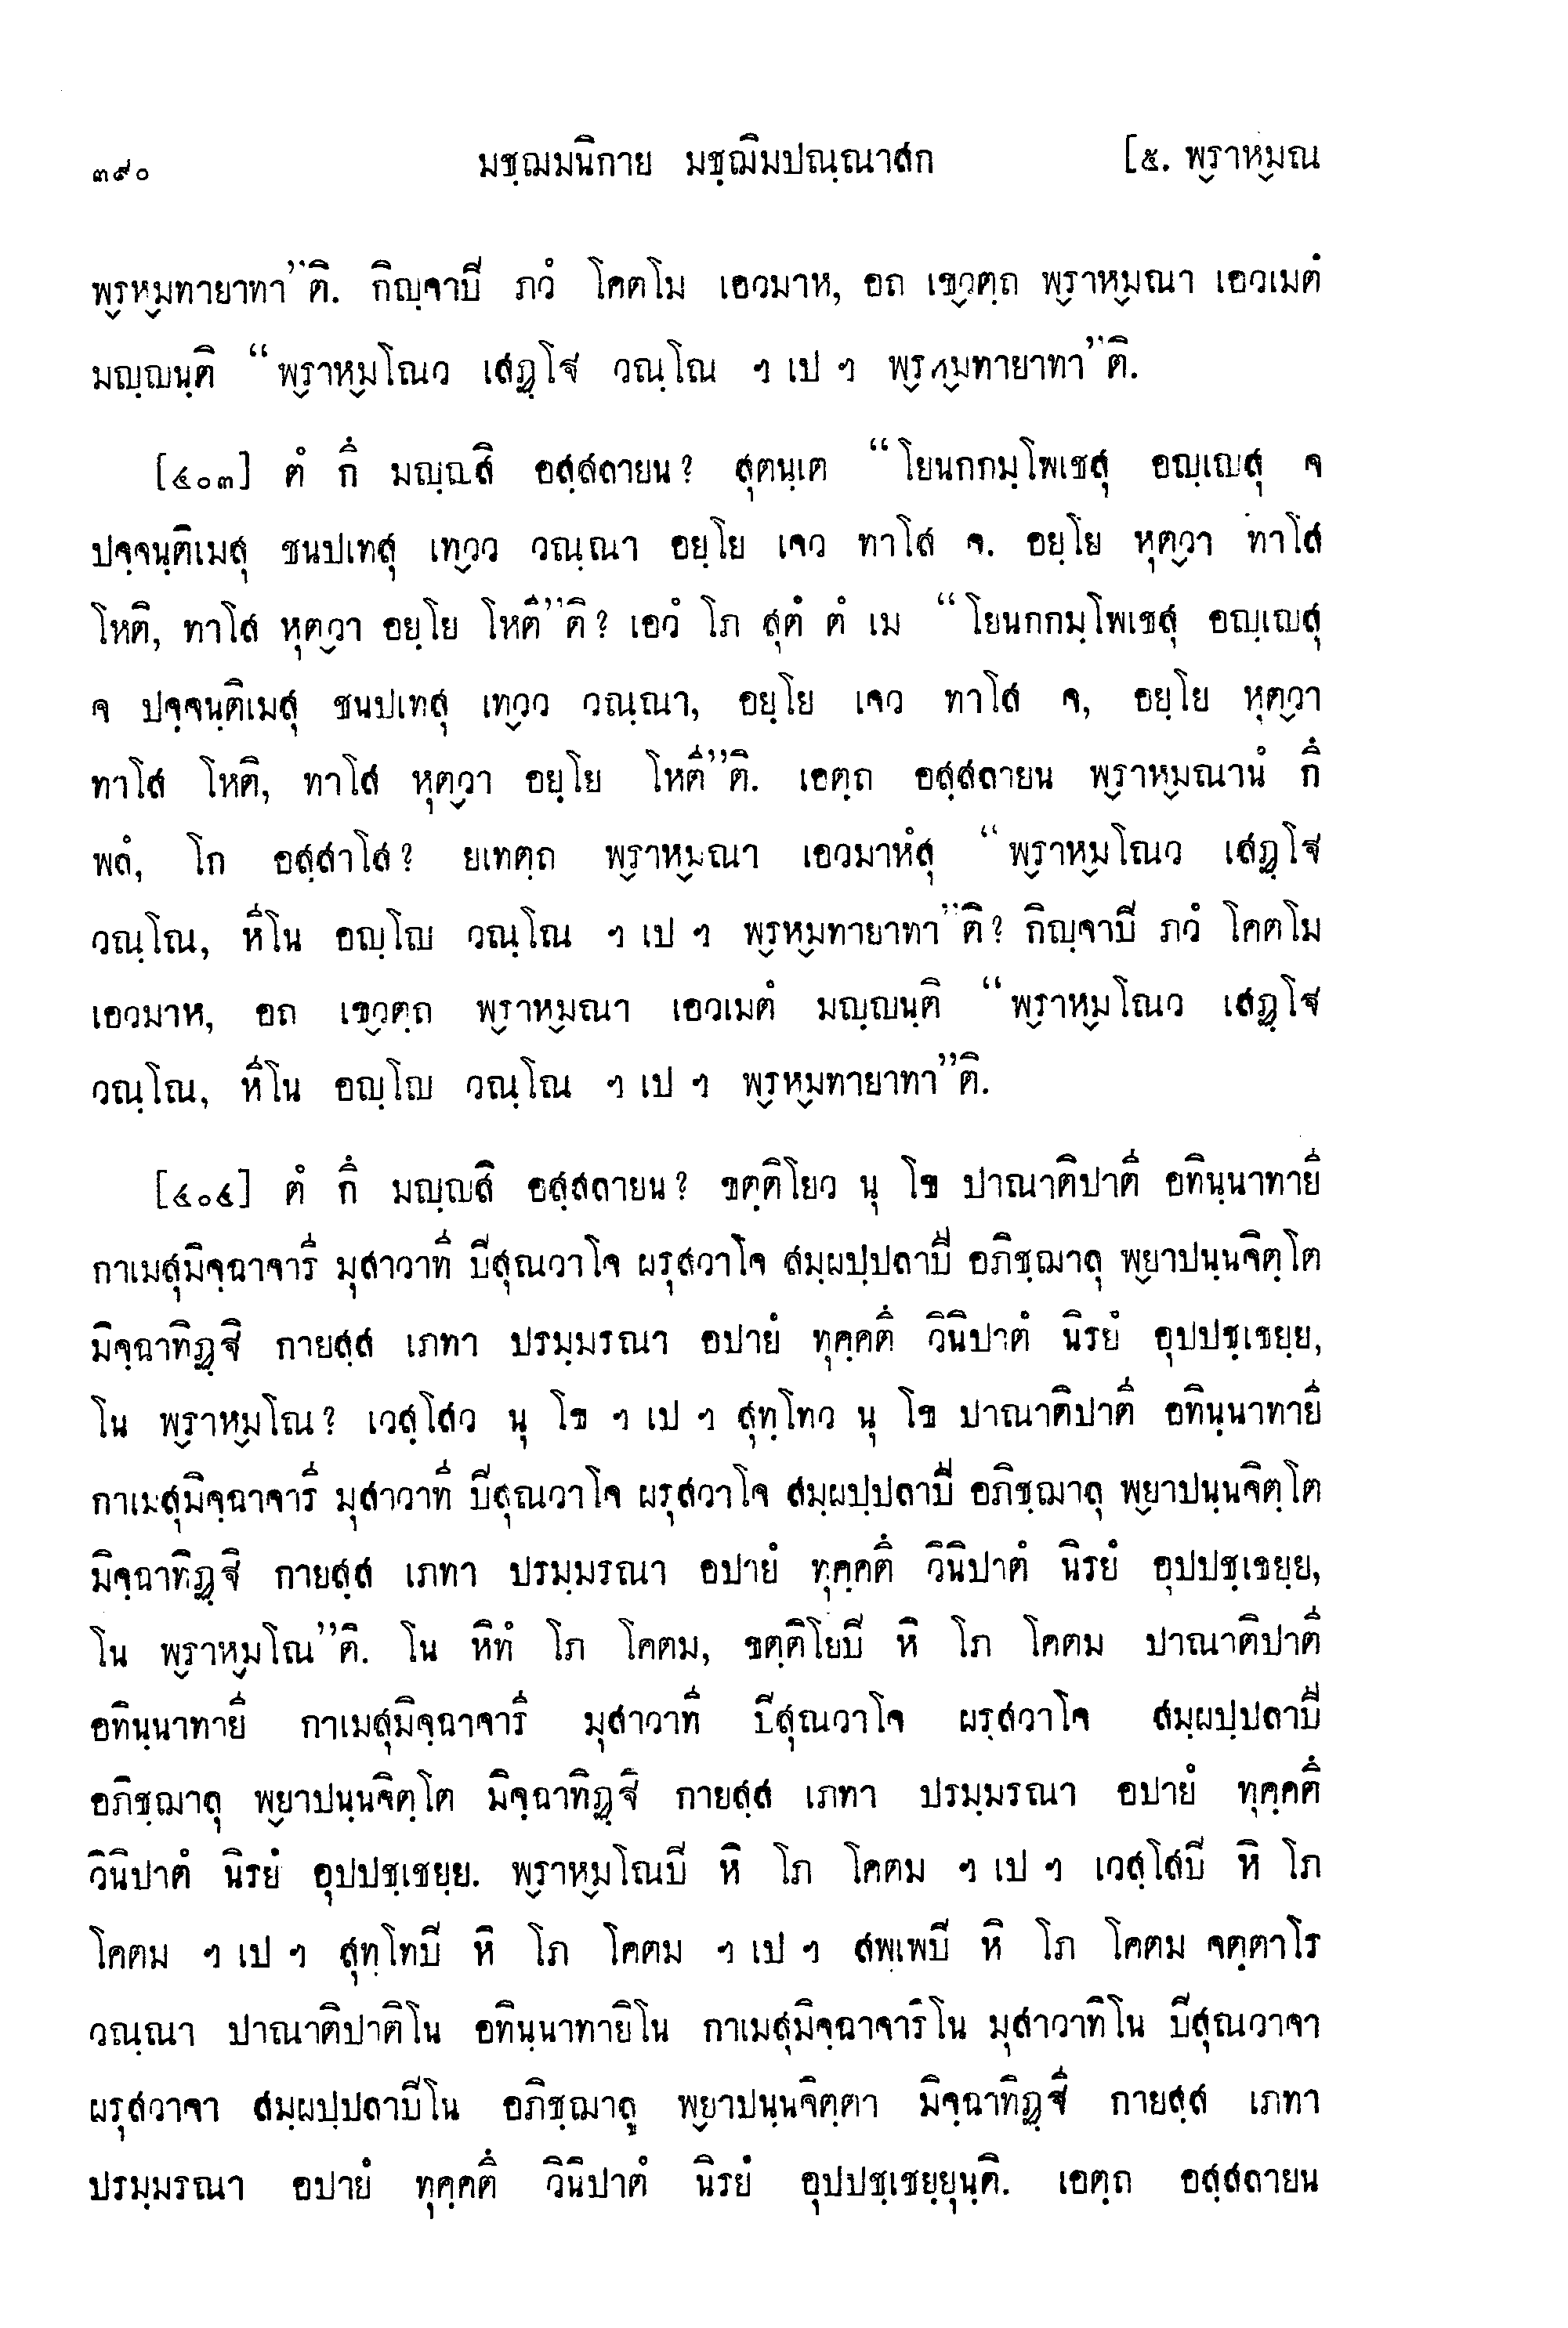 ๓๙๐ มชฺฌมนิกาย มชฺฌิมปณฺณาสก [๕. พฺราหฺมณ
พฺรหฺมทายาทา”ติ. กิญฺจาปิ ภวํ โคตโม เอวมาห, อถ เขฺวตฺถ พฺราหฺมณา เอวเมตํ
มญฺญนฺติ “พฺราหฺมโณว เสฏฺโฐ วณฺโณ ฯ เป ฯ พฺรหฺมทายาทา”ติ.
[๔๐๓] ตํ กึ มญฺญสิ อสฺสลายน? สุตนฺเต “โยนกกมฺโพเชสุ อญฺเญสุ จ
ปจฺจนฺติเมสุ ชนปเทสุ เทฺวว วณฺณา อยฺโย เจว ทาโส จ. อยฺโย หุตฺวา ทาโส
โหติ, ทาโส หุตฺวา อยฺโย โหตี”ติ? เอวํ โภ สุตํ ตํ เม “โยนกกมฺโพเชสุ อญฺเญสุ
จ ปจฺจนฺติเมสุ ชนปเทสุ เทฺวว วณฺณา, อยฺโย เจว ทาโส จ, อยฺโย หุตฺวา
ทาโส โหติ, ทาโส หุตฺวา อยฺโย โหตี”ติ. เอตฺถ อสฺสลายน พฺราหฺมณานํ กึ
พลํ, โก อสฺสาโส? ยเทตฺถ พฺราหฺมณา เอวมาหํสุ “พฺราหฺมโณว เสฏฺโฐ
วณฺโณ, หีโน อญฺโญ วณฺโณ ฯ เป ฯ พฺรหฺมทายาทา”ติ? กิญฺจาปิ ภวํ โคตโม
เอวมาห, อถ เขฺวตฺถ พฺราหฺมณา เอวเมตํ มญฺญนฺติ “พฺราหฺมโณว เสฏฺโฐ
วณฺโณ, หีโน อญฺโญ วณฺโณ ฯ เป ฯ พฺรหฺมทายาทา”ติ.
[๔๐๔] ตํ กึ มญฺญสิ อสฺสลายน? ขตฺติโยว นุ โข ปาณาติปาตี อทินฺนาทายี
กาเมสุมิจฺฉาจารี มุสาวาที ปิสุณวาโจ ผรุสวาโจ สมฺผปฺปลาปี อภิชฺฌาลุ พฺยาปนฺนจิตฺโต
มิจฺฉาทิฏฺฐิ กายสฺส เภทา ปรมฺมรณา อปายํ ทุคฺคตึ วินิปาตํ นิรยํ อุปปชฺเชยฺย,
โน พฺราหฺมโณ? เวสฺโสว นุ โข ฯ เป ฯ สุทฺโทว นุ โข ปาณาติปาตี อทินฺนาทายี
กาเมสุมิจฺฉาจารี มุสาวาที ปิสุณวาโจ ผรุสวาโจ สมฺผปฺปลาปี อภิชฺฌาลุ พฺยาปนฺนจิตฺโต
มิจฺฉาทิฏฺฐิ กายสฺส เภทา ปรมฺมรณา อปายํ ทุคฺคตึ วินิปาตํ นิรยํ อุปปชฺเชยฺย,
โน พฺราหฺมโณ”ติ. โน หิทํ โภ โคตม, ขตฺติโยปิ หิ โภ โคตม ปาณาติปาตี
อทินฺนาทายี กาเมสุมิจฺฉาจารี มุสาวาที ปิสุณวาโจ ผรุสวาโจ สมฺผปฺปลาปี
อภิชฺฌาลุ พฺยาปนฺนจิตฺโต มิจฺฉาทิฏฺฐิ กายสฺส เภทา ปรมฺมรณา อปายํ ทุคฺคตึ
วินิปาตํ นิรยํ อุปปชฺเชยฺย. พฺราหฺมโณปิ หิ โภ โคตม ฯ เป ฯ เวสฺโสปิ หิ โภ
โคตม ฯ เป ฯ สุทฺโทปิ หิ โภ โคตม ฯ เป ฯ สพฺเพปิ หิ โภ โคตม จตฺตาโร
วณฺณา ปาณาติปาติโน อทินฺนาทายิโน กาเมสุมิจฺฉาจาริโน มุสาวาทิโน ปิสุณวาจา
ผรุสวาจา สมฺผปฺปลาปิโน อภิชฺฌาลู พฺยาปนฺนจิตฺตา มิจฺฉาทิฏฺฐี กายสฺส เภทา
ปรมฺมรณา อปายํ ทุคฺคตึ วินิปาตํ นิรยํ อุปปชฺเชยฺยุนฺติ. เอตฺถ อสฺสลายน